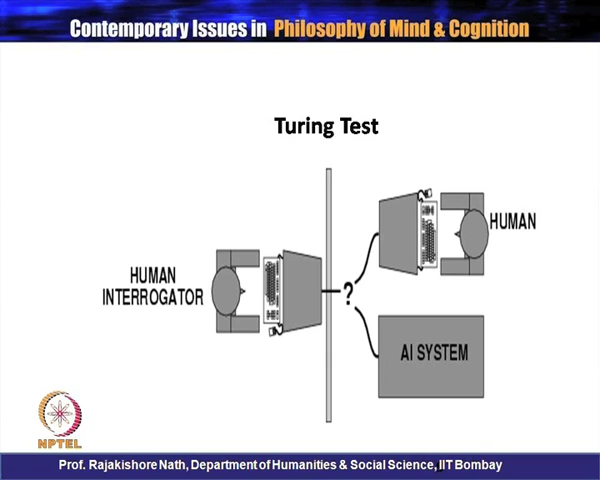 Contemporary Issues in Philosophy of Mind & Cognition
Turing Test
HUMAN
HUMAN
INTERROGATOR
?
AI SYSTEM
NPTEL
Prof. Rajakishore Nath, Department of Humanities & Social Science, IIT Bombay